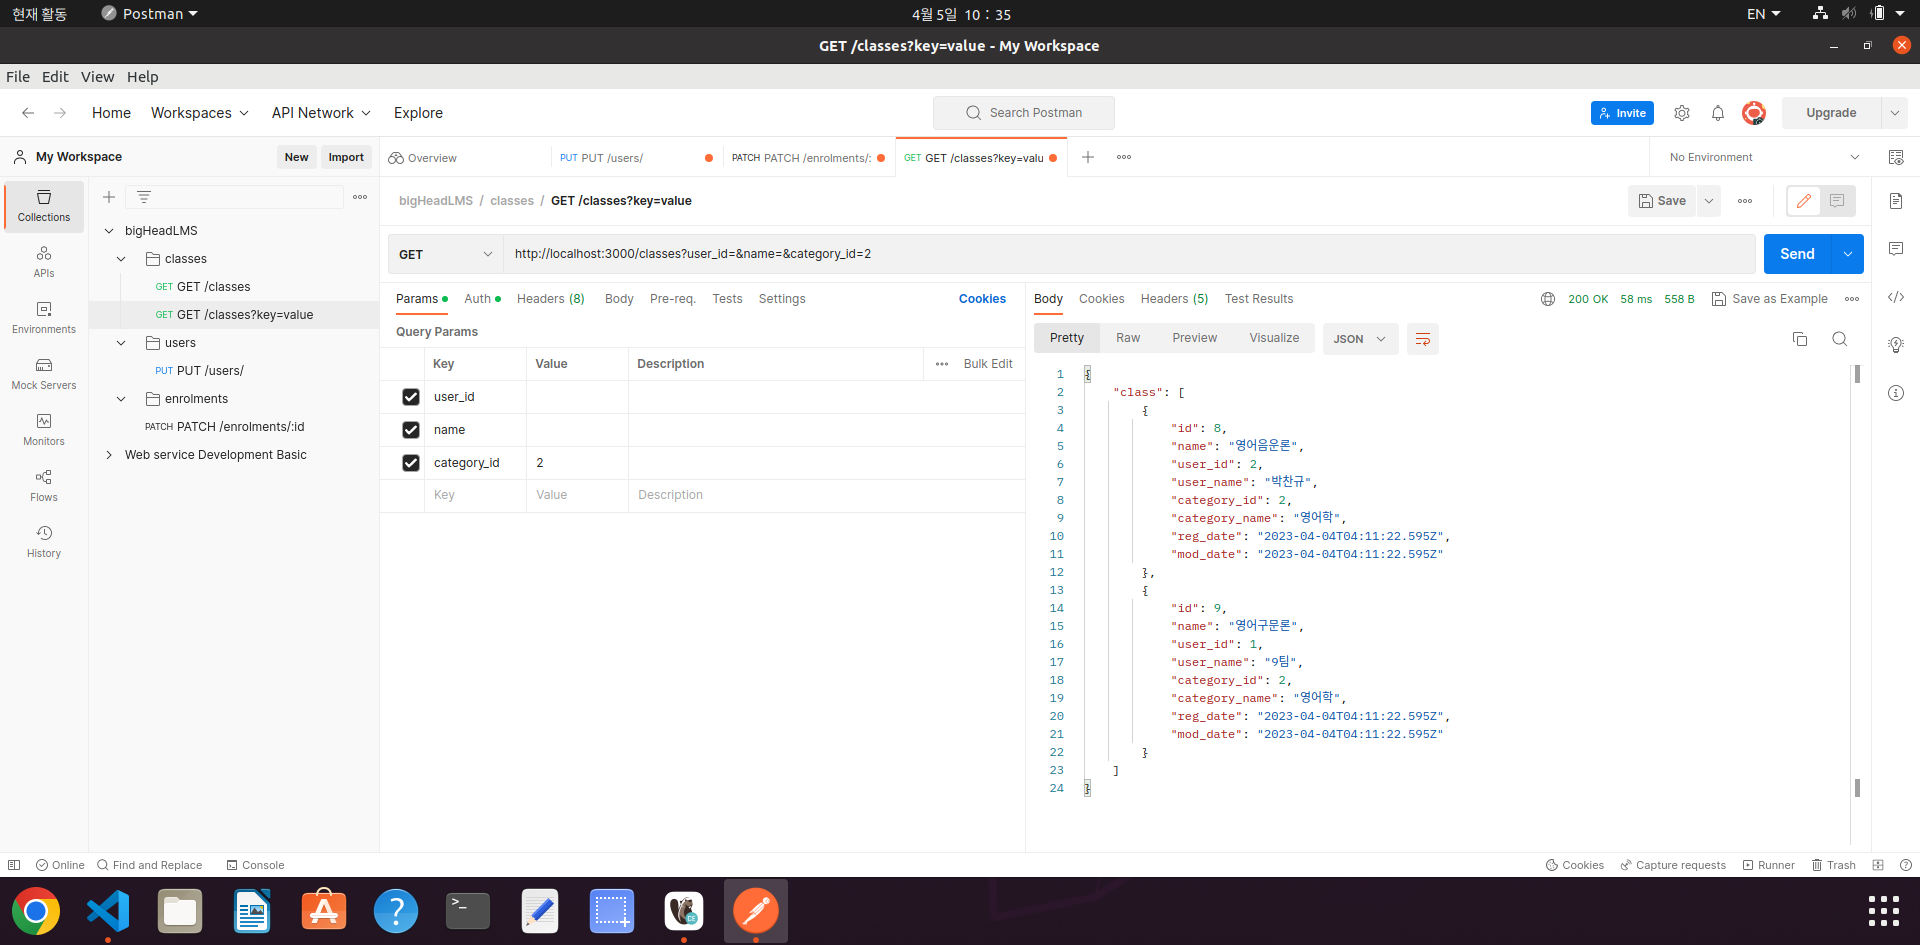 현재 활동 Postman 4월 5일 10 : 35 EN
GET /classes?key=value - My Workspace
File Edit View Help
Home Workspaces API Network Explore Search Postman Invite Upgrade
My Workspace New Import Overview PUT PUT /users/ PATCH PATCH /enrolments/: GET GET /classes?key=valu No Environment
Collections
APIs
Environments
Mock Servers
Monitors
Flows
History
bigHeadLMS
classes
GET GET /classes
GET GET /classes?key=value
users
PUT PUT /users/
enrolments
PATCH PATCH /enrolments/:id
Web service Development Basic
bigHeadLMS / classes / GET /classes?key=value Save
GET http://localhost:3000/classes?user_id=&name=&category_id=2 Send
Params Auth Headers (8) Body Pre-req. Tests Settings Cookies
Query Params
Key Value Description Bulk Edit
user_id
name
category_id 2
Key Value Description
Body Cookies Headers (5) Test Results 200 OK 58 ms 558 B Save as Example
Pretty Raw Preview Visualize JSON
1 {
2 "class": [
3 {
4 "id": 8,
5 "name": "영어음운론",
6 "user_id": 2,
7 "user_name": "박찬규",
8 "category_id": 2,
9 "category_name": "영어학",
10 "reg_date": "2023-04-04T04:11:22.595Z",
11 "mod_date": "2023-04-04T04:11:22.595Z"
12 },
13 {
14 "id": 9,
15 "name": "영어구문론",
16 "user_id": 1,
17 "user_name": "9팀",
18 "category_id": 2,
19 "category_name": "영어학",
20 "reg_date": "2023-04-04T04:11:22.595Z",
21 "mod_date": "2023-04-04T04:11:22.595Z"
22 }
23 ]
24 }
Online Find and Replace Console Cookies Capture requests Runner Trash